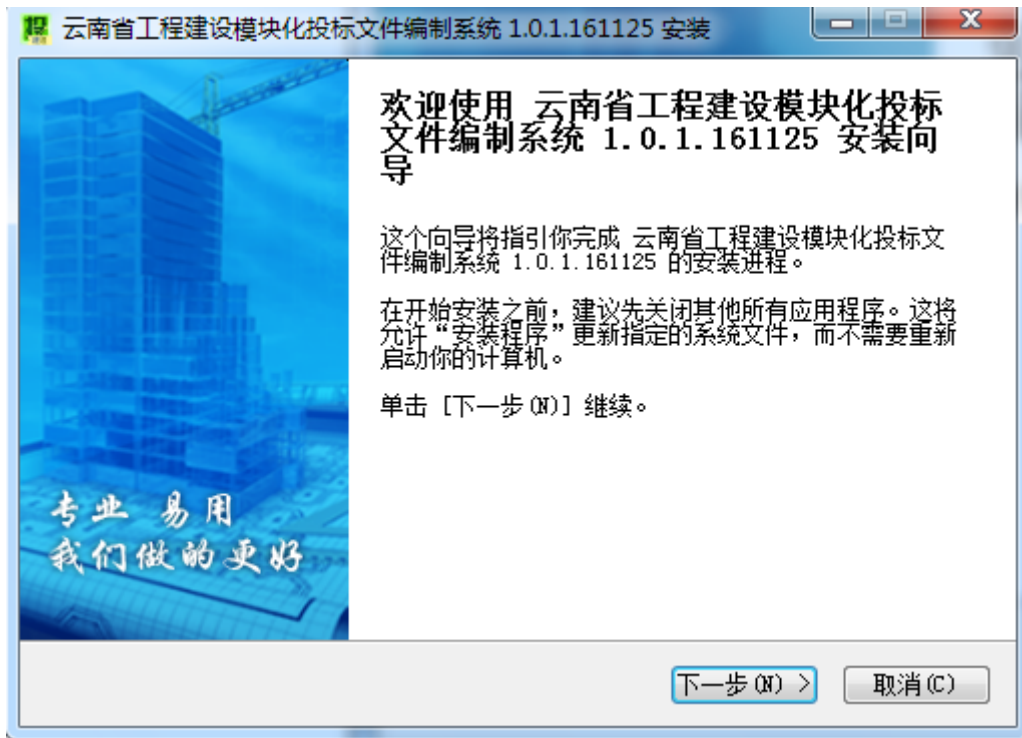 云南省工程建设模块化投标文件编制系统 1.0.1.161125 安装
欢迎使用 云南省工程建设模块化投标
文件编制系统 1.0.1.161125 安装向
导
这个向导将指引你完成 云南省工程建设模块化投标文
件编制系统 1.0.1.161125 的安装进程。
在开始安装之前，建议先关闭其他所有应用程序。这将
允许“安装程序”更新指定的系统文件，而不需要重新
启动你的计算机。
单击 [下一步(N)] 继续。
专业 易用
我们做的更好
下一步(N) >
取消(C)